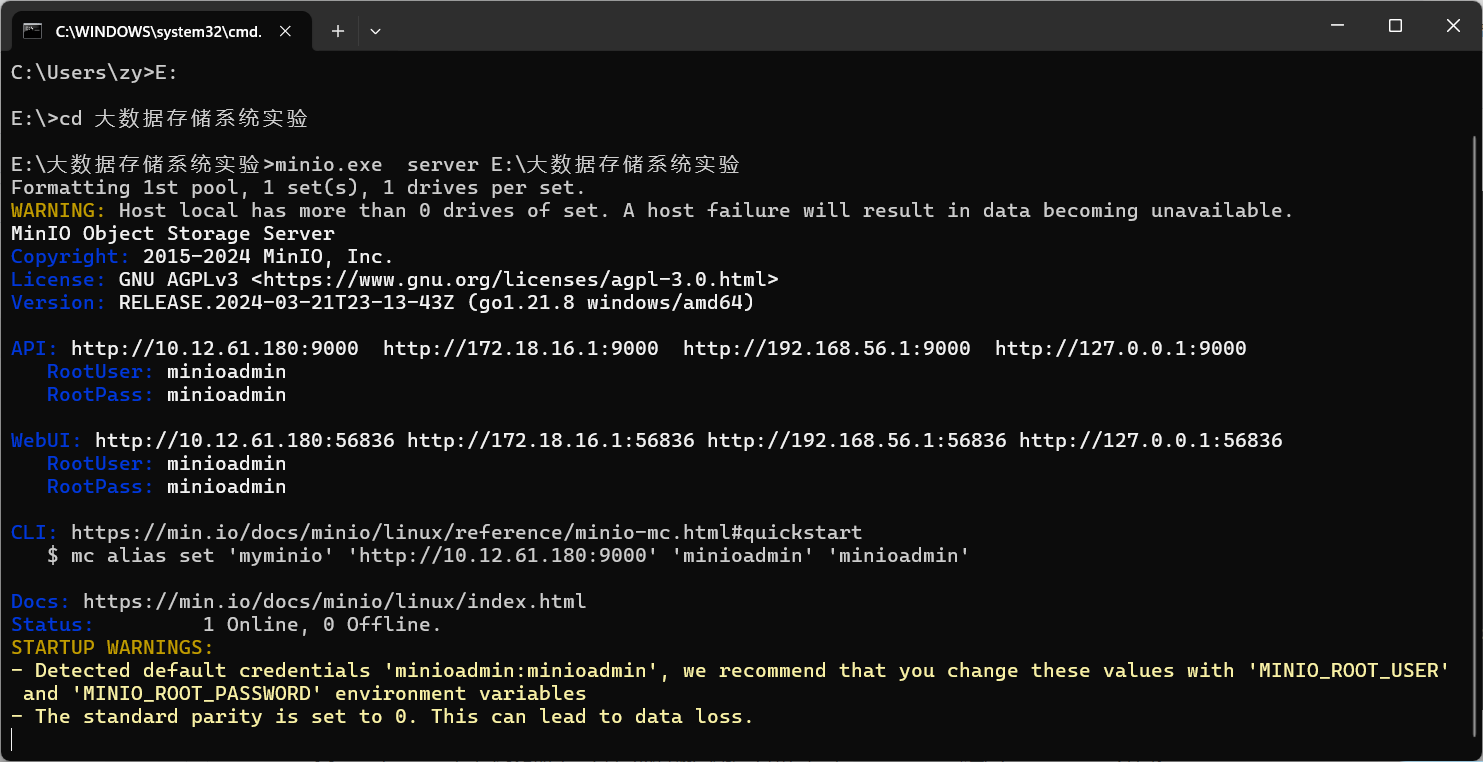 C:\WINDOWS\system32\cmd.
C:\Users\zy>E:
E:\>cd 大数据存储系统实验
E:\大数据存储系统实验>minio.exe  server E:\大数据存储系统实验
Formatting 1st pool, 1 set(s), 1 drives per set.
WARNING: Host local has more than 0 drives of set. A host failure will result in data becoming unavailable.
MinIO Object Storage Server
Copyright: 2015-2024 MinIO, Inc.
License: GNU AGPLv3 <https://www.gnu.org/licenses/agpl-3.0.html>
Version: RELEASE.2024-03-21T23-13-43Z (go1.21.8 windows/amd64)
API: http://10.12.61.180:9000  http://172.18.16.1:9000  http://192.168.56.1:9000  http://127.0.0.1:9000
   RootUser: minioadmin
   RootPass: minioadmin
WebUI: http://10.12.61.180:56836 http://172.18.16.1:56836 http://192.168.56.1:56836 http://127.0.0.1:56836
   RootUser: minioadmin
   RootPass: minioadmin
CLI: https://min.io/docs/minio/linux/reference/minio-mc.html#quickstart
   $ mc alias set 'myminio' 'http://10.12.61.180:9000' 'minioadmin' 'minioadmin'
Docs: https://min.io/docs/minio/linux/index.html
Status:         1 Online, 0 Offline.
STARTUP WARNINGS:
- Detected default credentials 'minioadmin:minioadmin', we recommend that you change these values with 'MINIO_ROOT_USER'
 and 'MINIO_ROOT_PASSWORD' environment variables
- The standard parity is set to 0. This can lead to data loss.